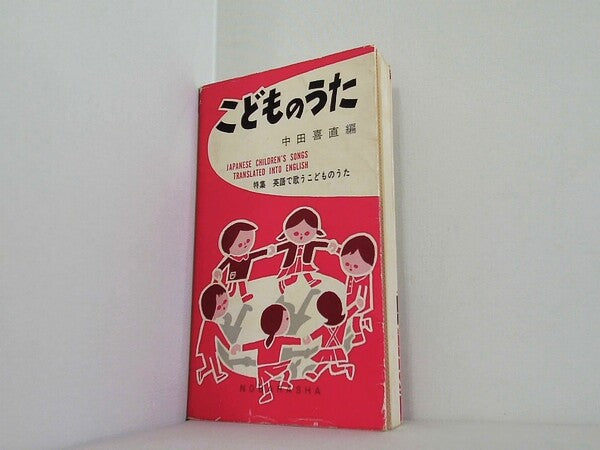 こどものうた
中田喜直編
JAPANESE CHILDREN'S SONGS
TRANSLATED INTO ENGLISH
特集 英語で歌うこどものうた